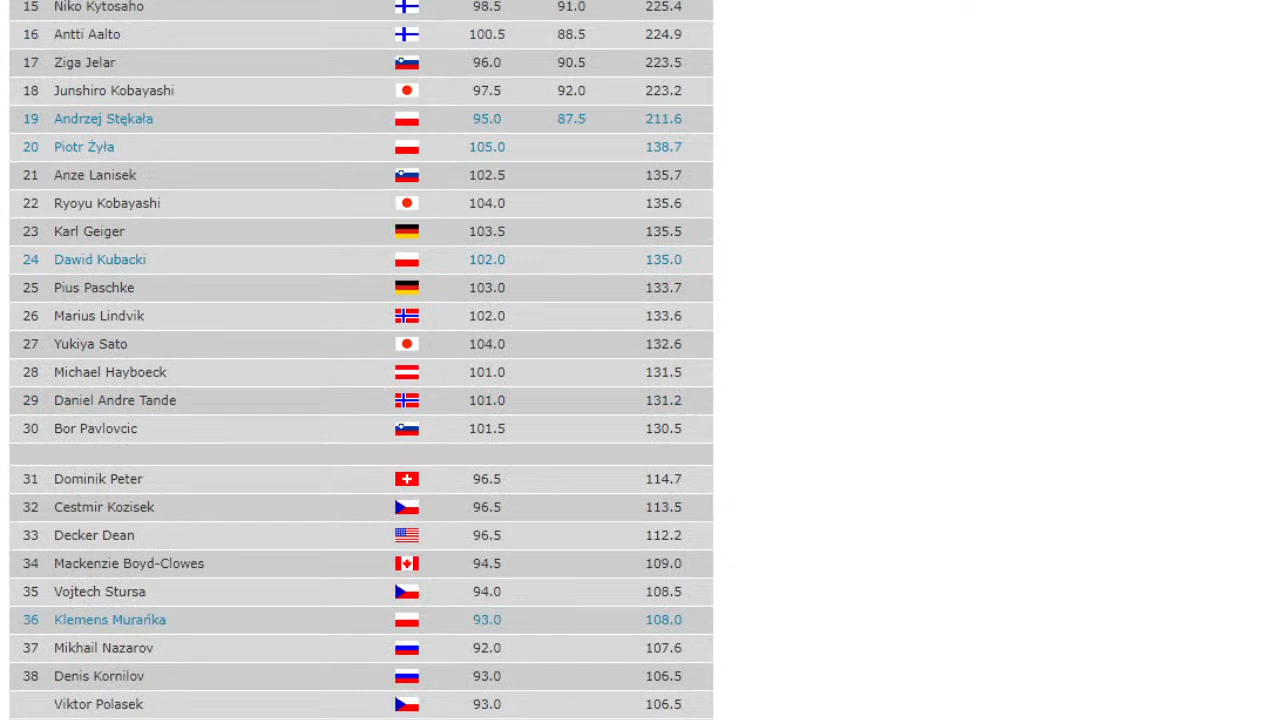 15 Niko Kytosaho 98.5 91.0 225.4
16 Antti Aalto 100.5 88.5 224.9
17 Ziga Jelar 96.0 90.5 223.5
18 Junshiro Kobayashi 97.5 92.0 223.2
19 Andrzej Stękała 95.0 87.5 211.6
20 Piotr Żyła 105.0 138.7
21 Anze Lanisek 102.5 135.7
22 Ryoyu Kobayashi 104.0 135.6
23 Karl Geiger 103.5 135.5
24 Dawid Kubacki 102.0 135.0
25 Pius Paschke 103.0 133.7
26 Marius Lindvik 102.0 133.6
27 Yukiya Sato 104.0 132.6
28 Michael Hayboeck 101.0 131.5
29 Daniel Andre Tande 101.0 131.2
30 Bor Pavlovcic 101.5 130.5
31 Dominik Peter 96.5 114.7
32 Cestmir Kozisek 96.5 113.5
33 Decker Dean 96.5 112.2
34 Mackenzie Boyd-Clowes 94.5 109.0
35 Vojtech Stursa 94.0 108.5
36 Klemens Murańka 93.0 108.0
37 Mikhail Nazarov 92.0 107.6
38 Denis Kornilov 93.0 106.5
Viktor Polasek 93.0 106.5